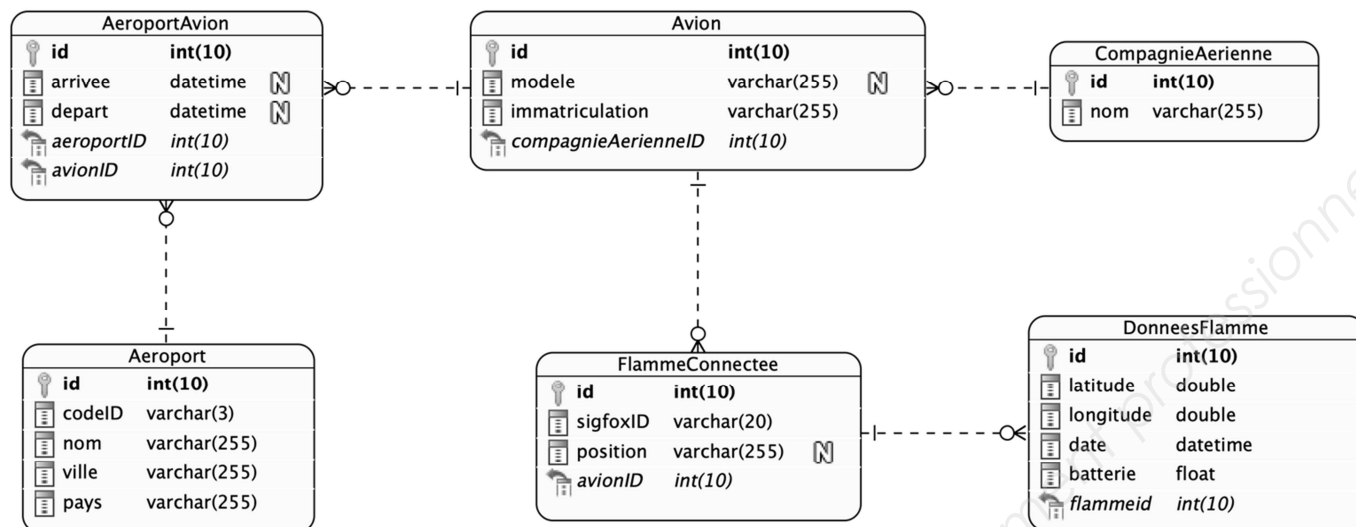 AeroportAvion
id int(10)
arrivee datetime N
depart datetime N
aeroportID int(10)
avionID int(10)
Avion
id int(10)
modele varchar(255) N
immatriculation varchar(255)
compagnieAerienneID int(10)
CompagnieAerienne
id int(10)
nom varchar(255)
Aeroport
id int(10)
codeID varchar(3)
nom varchar(255)
ville varchar(255)
pays varchar(255)
FlammeConnectee
id int(10)
sigfoxID varchar(20)
position varchar(255) N
avionID int(10)
DonneesFlamme
id int(10)
latitude double
longitude double
date datetime
batterie float
flammeid int(10)